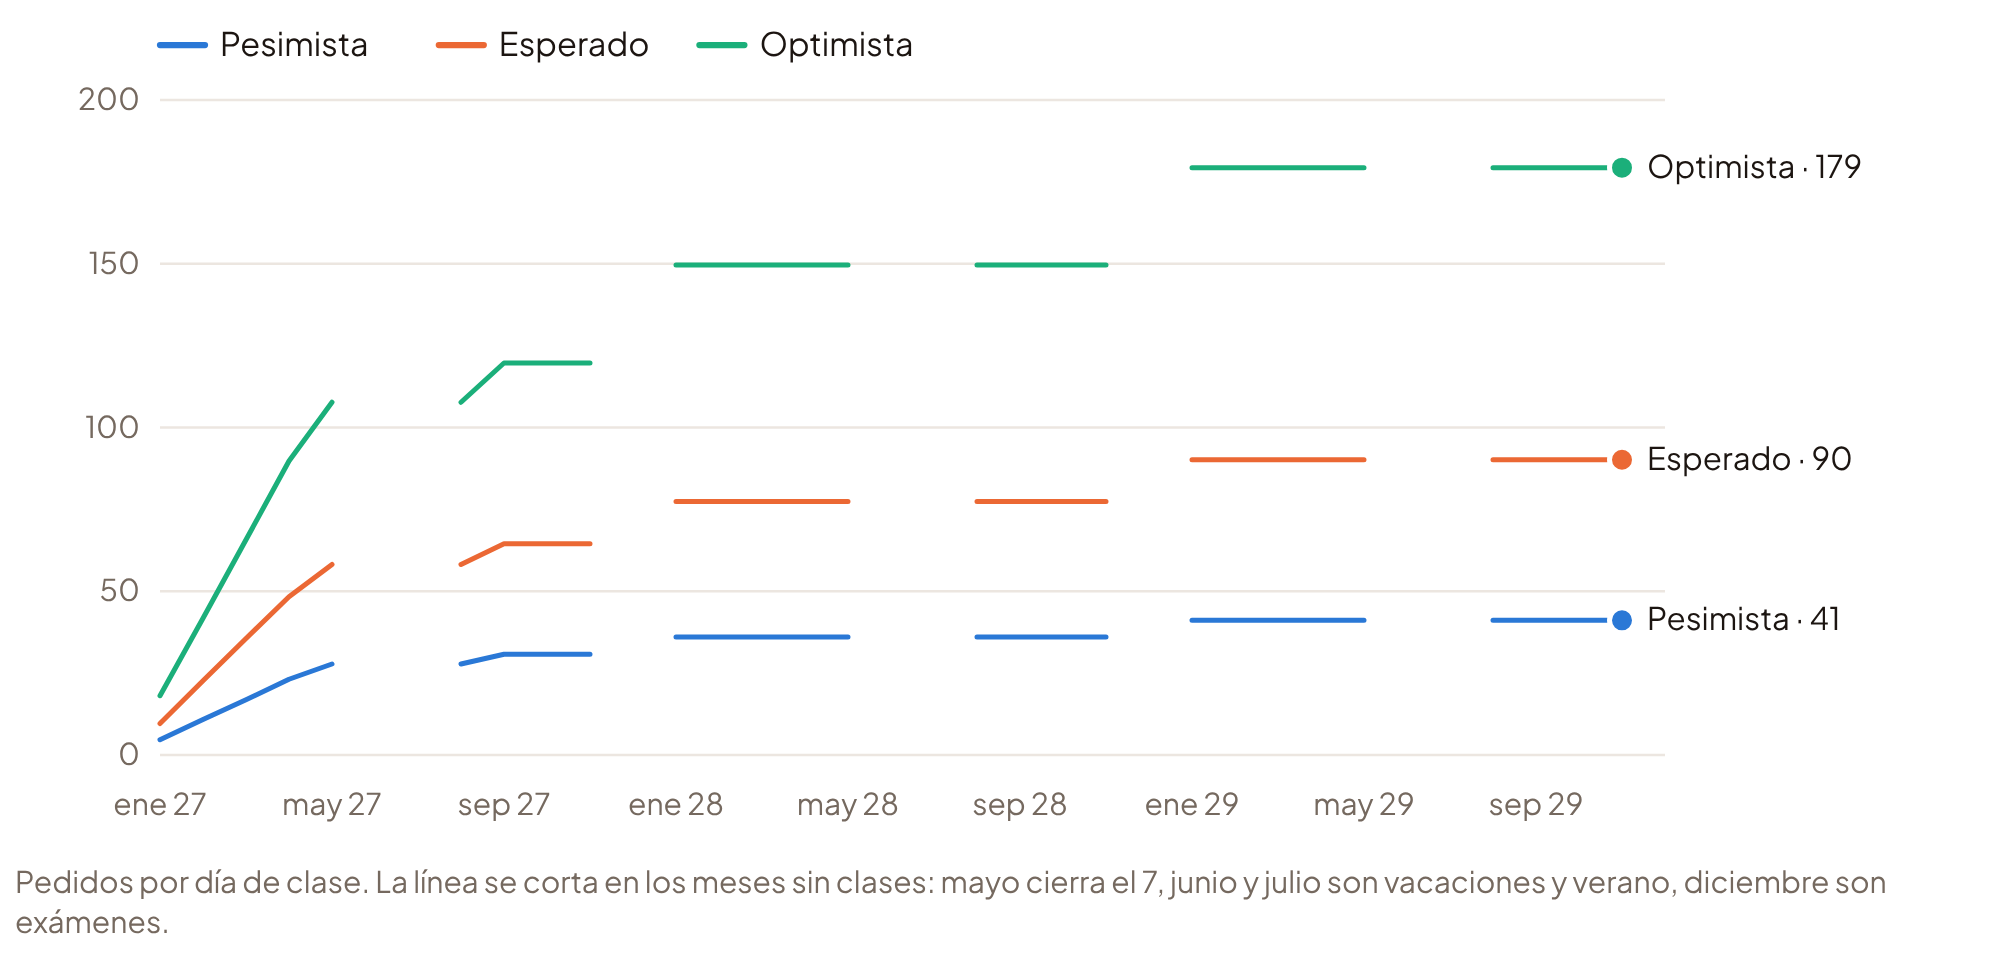 Pesimista Esperado Optimista
200
Optimista · 179
150
100
Esperado · 90
50
Pesimista · 41
0
ene 27 may 27 sep 27 ene 28 may 28 sep 28 ene 29 may 29 sep 29
Pedidos por día de clase. La línea se corta en los meses sin clases: mayo cierra el 7, junio y julio son vacaciones y verano, diciembre son
exámenes.